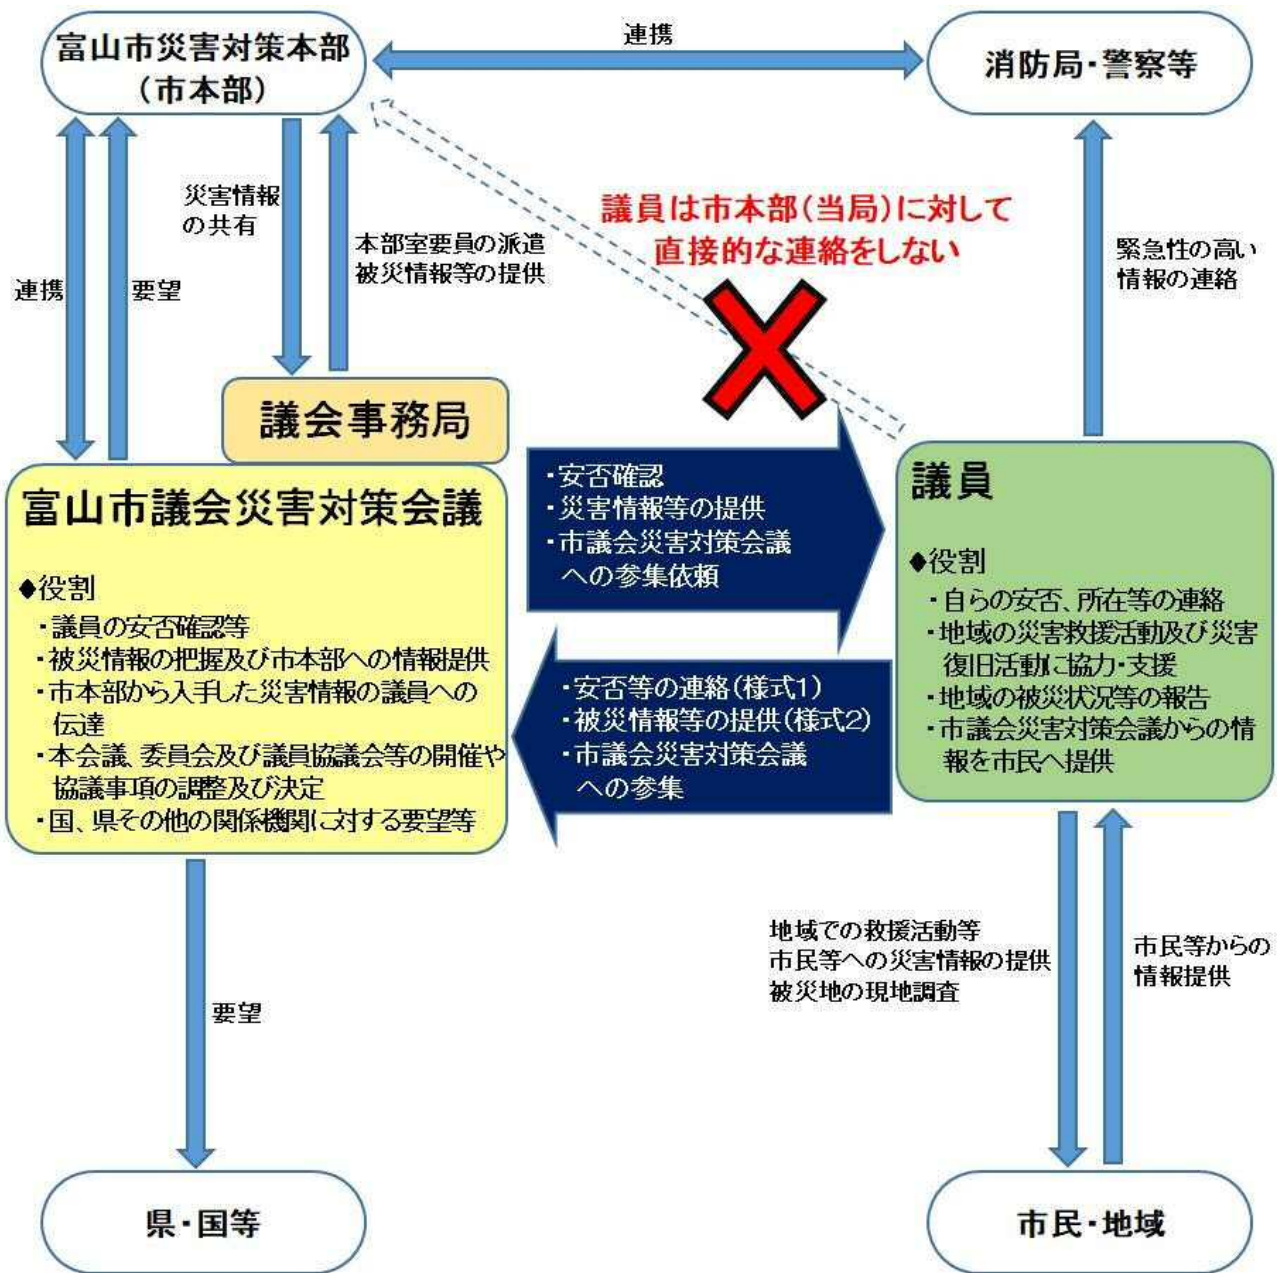 富山市災害対策本部
（市本部）
連携
消防局・警察等
災害情報
の共有
本部室要員の派遣
被災情報等の提供
連携
要望
議員は市本部（当局）に対して
直接的な連絡をしない
緊急性の高い
情報の連絡
議会事務局
富山市議会災害対策会議
◆役割
・議員の安否確認等
・被災情報の把握及び市本部への情報提供
・市本部から入手した災害情報の議員への
伝達
・本会議、委員会及び議員協議会等の開催や
協議事項の調整及び決定
・国、県その他の関係機関に対する要望等
・安否確認
・災害情報等の提供
・市議会災害対策会議
への参集依頼
・安否等の連絡（様式1）
・被災情報等の提供（様式2）
・市議会災害対策会議
への参集
議員
◆役割
・自らの安否、所在等の連絡
・地域の災害救援活動及び災害
復旧活動に協力・支援
・地域の被災状況等の報告
・市議会災害対策会議からの情
報を市民へ提供
要望
地域での救援活動等
市民等への災害情報の提供
被災地の現地調査
市民等からの
情報提供
県・国等
市民・地域